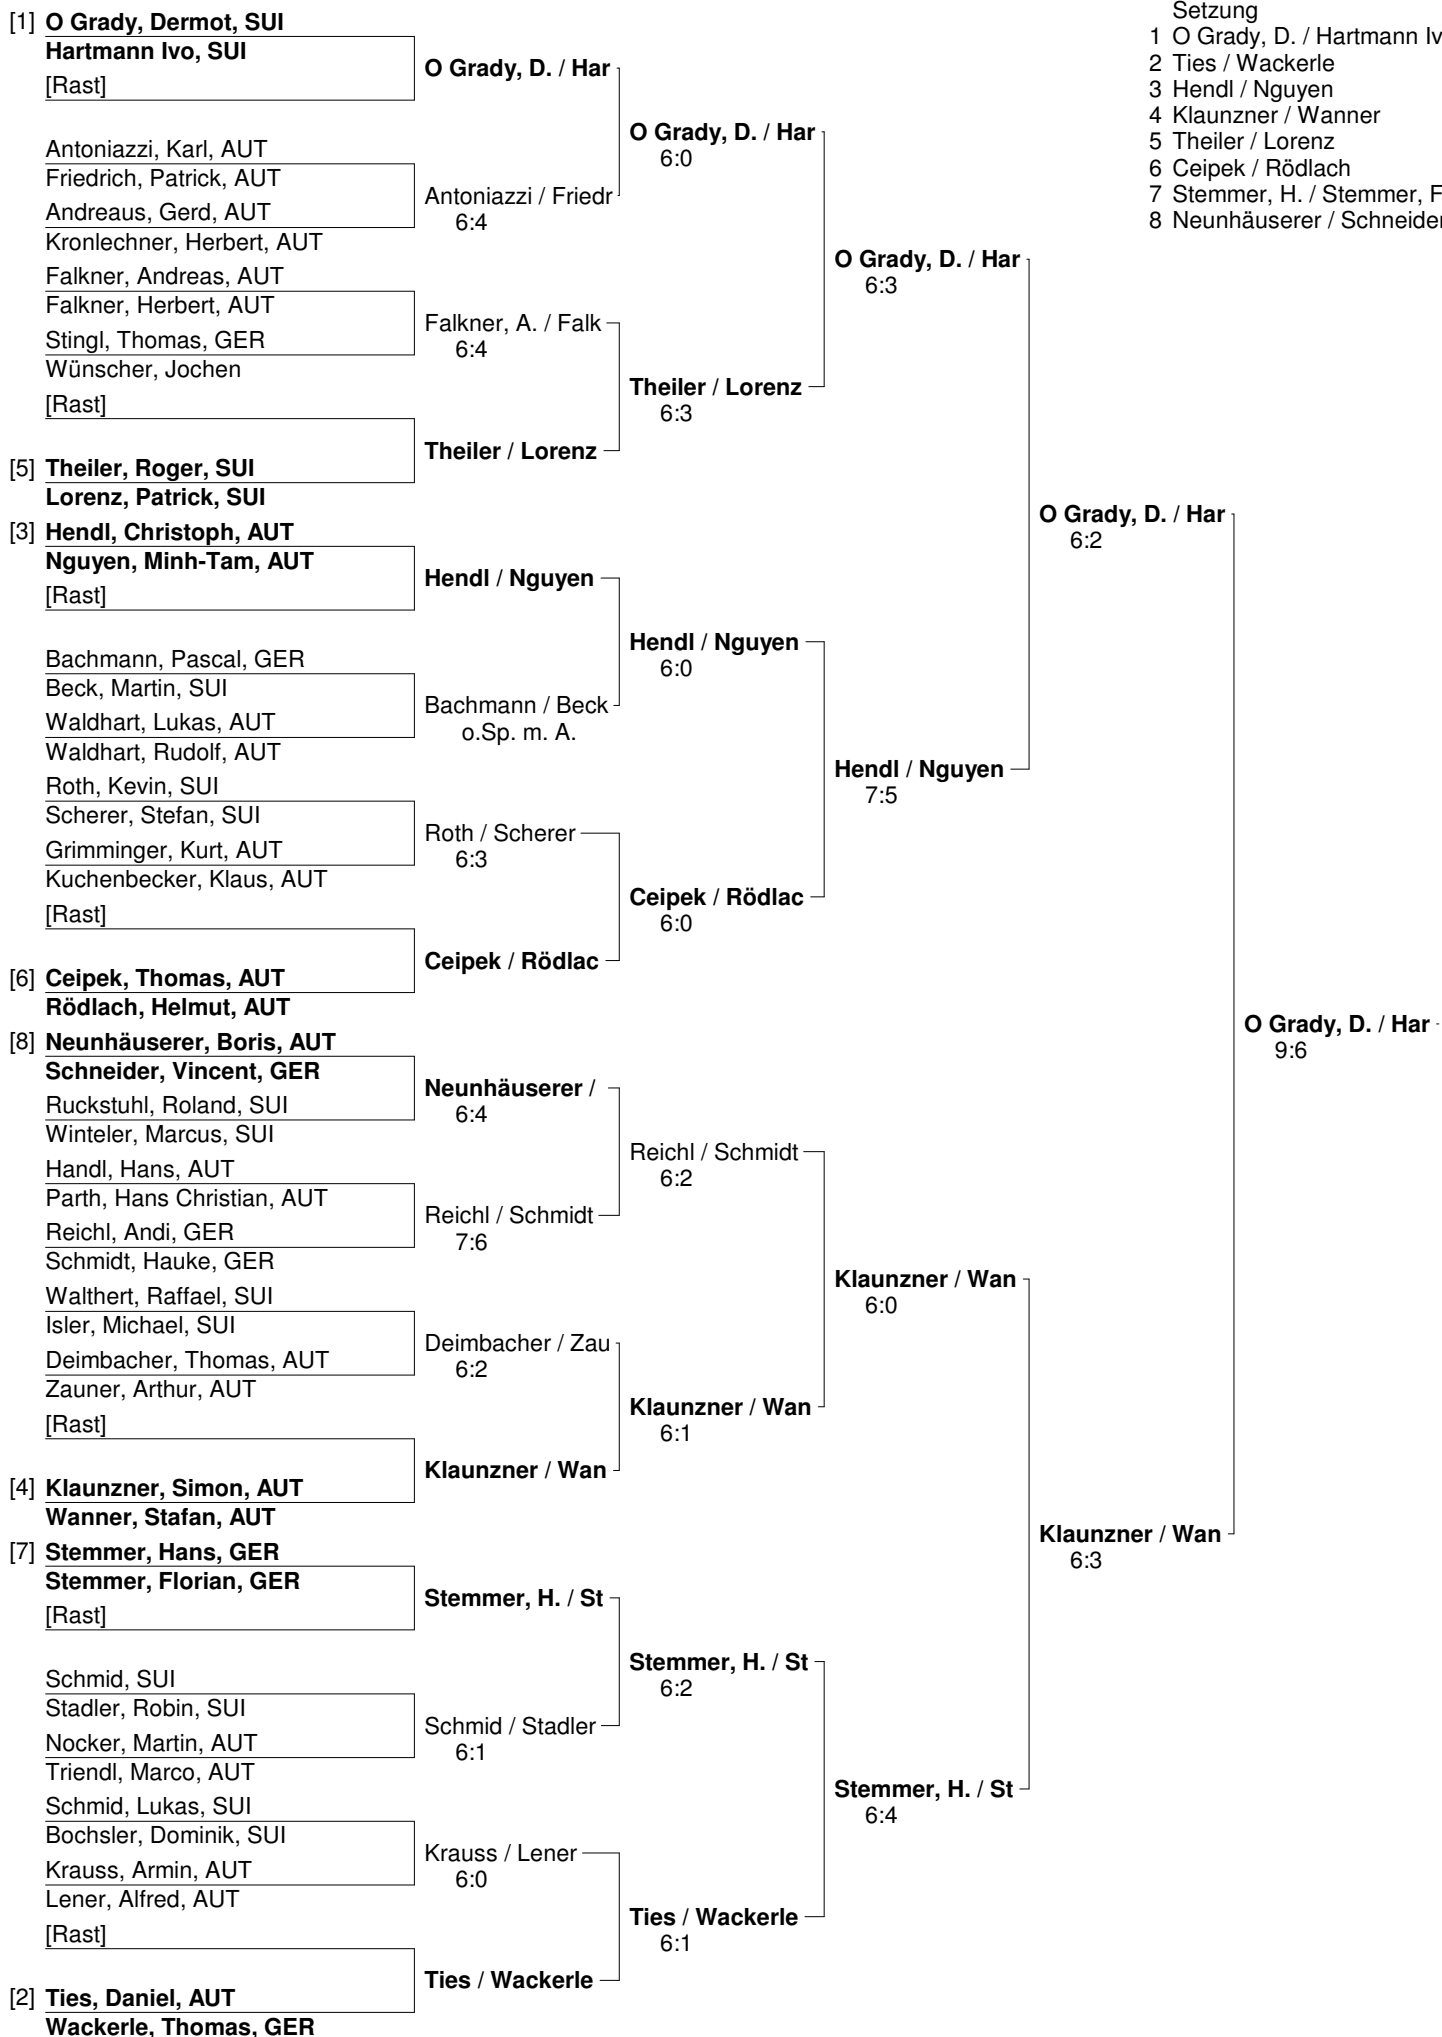 [1] O Grady, Dermot, SUI
Hartmann Ivo, SUI
[Rast]
Antoniazzi, Karl, AUT
Friedrich, Patrick, AUT
Andreaus, Gerd, AUT
Kronlechner, Herbert, AUT
Falkner, Andreas, AUT
Falkner, Herbert, AUT
Stingl, Thomas, GER
Wünscher, Jochen
[Rast]
[5] Theiler, Roger, SUI
Lorenz, Patrick, SUI
[3] Hendl, Christoph, AUT
Nguyen, Minh-Tam, AUT
[Rast]
Bachmann, Pascal, GER
Beck, Martin, SUI
Waldhart, Lukas, AUT
Waldhart, Rudolf, AUT
Roth, Kevin, SUI
Scherer, Stefan, SUI
Grimminger, Kurt, AUT
Kuchenbecker, Klaus, AUT
[Rast]
[6] Ceipek, Thomas, AUT
Rödlach, Helmut, AUT
[8] Neunhäuserer, Boris, AUT
Schneider, Vincent, GER
Ruckstuhl, Roland, SUI
Winteler, Marcus, SUI
Handl, Hans, AUT
Parth, Hans Christian, AUT
Reichl, Andi, GER
Schmidt, Hauke, GER
Walthert, Raffael, SUI
Isler, Michael, SUI
Deimbacher, Thomas, AUT
Zauner, Arthur, AUT
[Rast]
[4] Klaunzner, Simon, AUT
Wanner, Stafan, AUT
[7] Stemmer, Hans, GER
Stemmer, Florian, GER
[Rast]
Schmid, SUI
Stadler, Robin, SUI
Nocker, Martin, AUT
Triendl, Marco, AUT
Schmid, Lukas, SUI
Bochsler, Dominik, SUI
Krauss, Armin, AUT
Lener, Alfred, AUT
[Rast]
[2] Ties, Daniel, AUT
Wackerle, Thomas, GER
O Grady, D. / Har
Antoniazzi / Friedr
6:4
Falkner, A. / Falk
6:4
Theiler / Lorenz
Hendl / Nguyen
Bachmann / Beck
o.Sp. m. A.
Roth / Scherer
6:3
Ceipek / Rödlac
Neunhäuserer /
6:4
Reichl / Schmidt
7:6
Deimbacher / Zau
6:2
Klaunzner / Wan
Stemmer, H. / St
Schmid / Stadler
6:1
Krauss / Lener
6:0
Ties / Wackerle
O Grady, D. / Har
6:0
Theiler / Lorenz
6:3
Hendl / Nguyen
6:0
Ceipek / Rödlac
6:0
Reichl / Schmidt
6:2
Klaunzner / Wan
6:1
Stemmer, H. / St
6:2
Ties / Wackerle
6:1
O Grady, D. / Har
6:3
Hendl / Nguyen
7:5
Klaunzner / Wan
6:0
Stemmer, H. / St
6:4
O Grady, D. / Har
6:2
Klaunzner / Wan
6:3
O Grady, D. / Har
9:6
Setzung
1 O Grady, D. / Hartmann Iv
2 Ties / Wackerle
3 Hendl / Nguyen
4 Klaunzner / Wanner
5 Theiler / Lorenz
6 Ceipek / Rödlach
7 Stemmer, H. / Stemmer, F
8 Neunhäuserer / Schneider